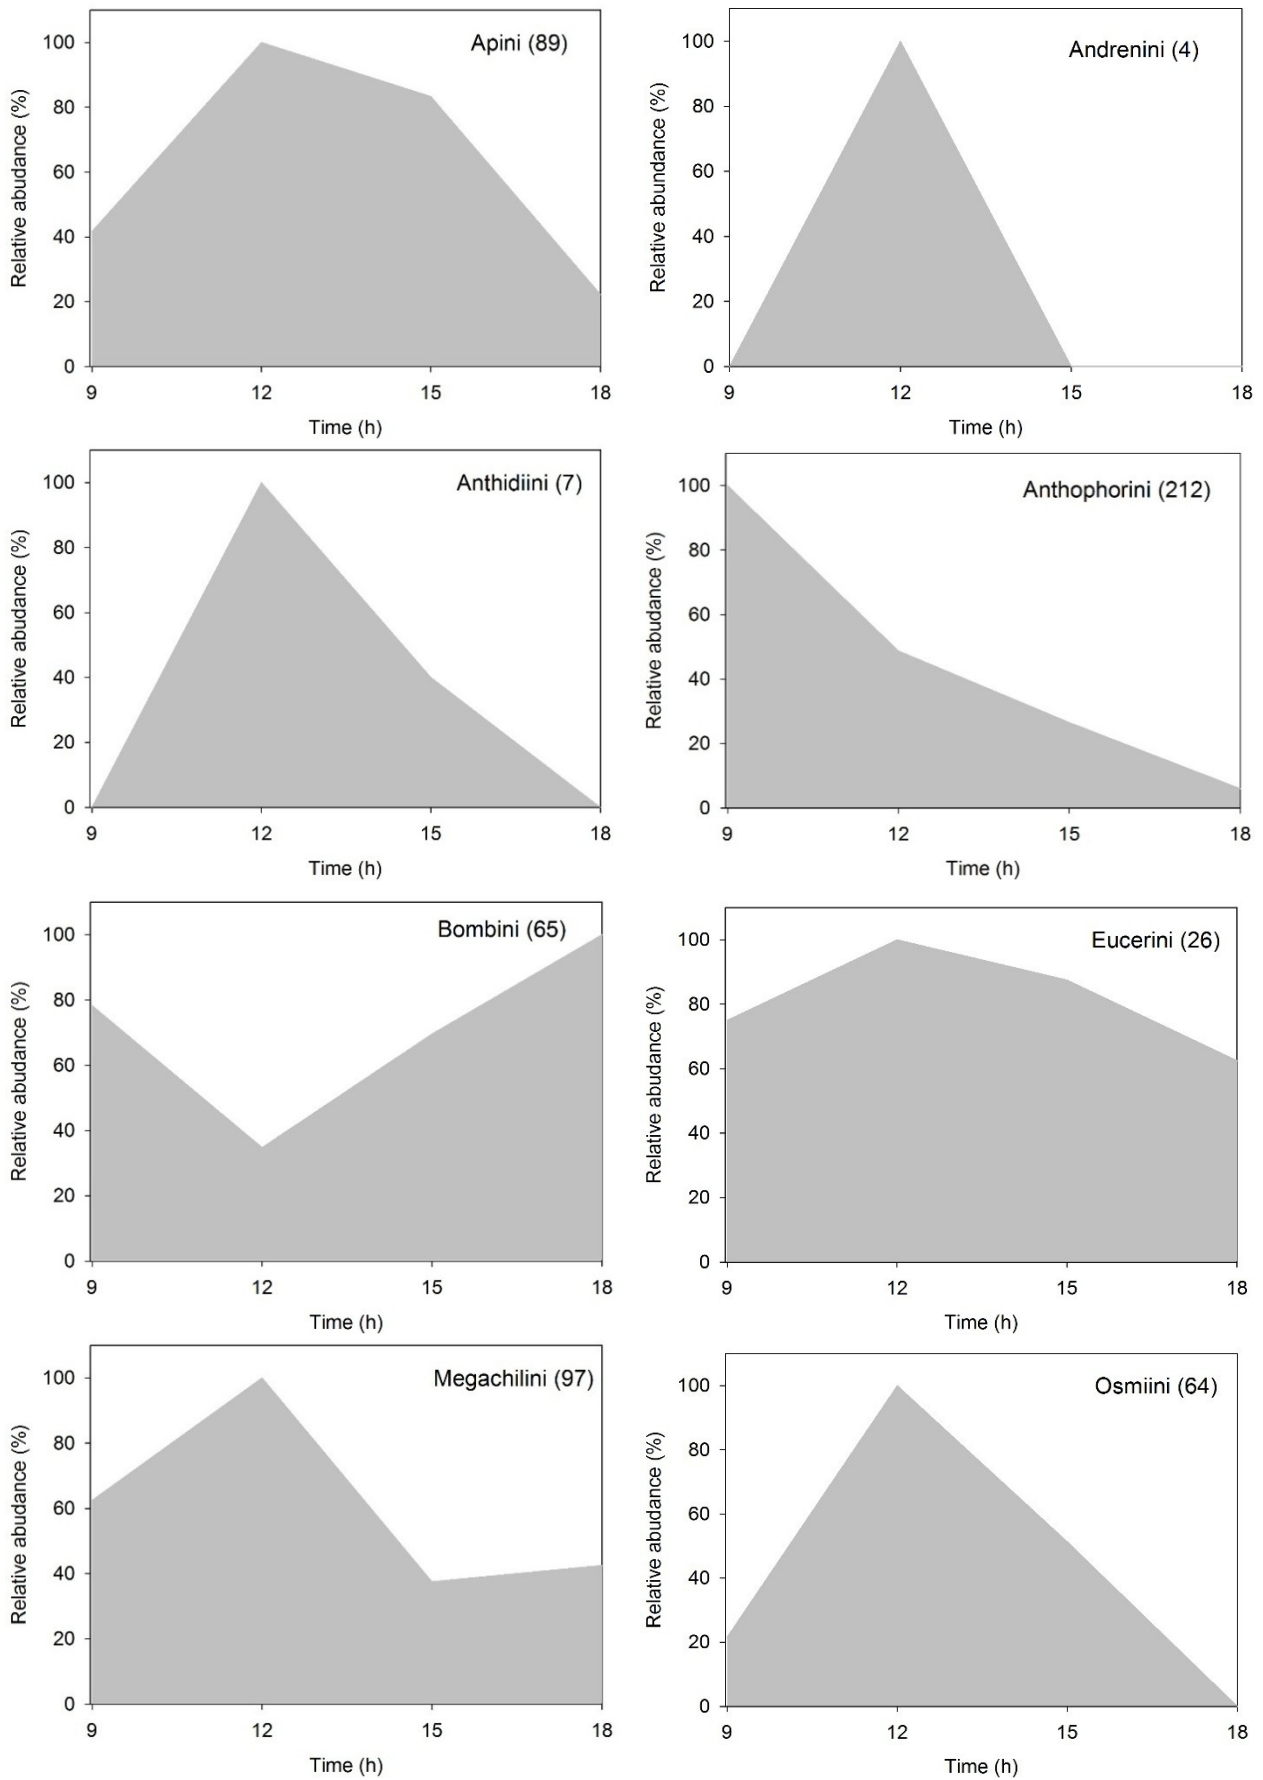 Apini (89)
Relative abudance (%)
100
80
60
40
20
0
9 12 15 18
Time (h)
Andrenini (4)
Relative abundance (%)
100
80
60
40
20
0
9 12 15 18
Time (h)
Anthidiini (7)
Relative abudance (%)
100
80
60
40
20
0
9 12 15 18
Time (h)
Anthophorini (212)
Relative abudance (%)
100
80
60
40
20
0
9 12 15 18
Time (h)
Bombini (65)
Relative abudance (%)
100
80
60
40
20
0
9 12 15 18
Time (h)
Eucerini (26)
Relative abudance (%)
100
80
60
40
20
0
9 12 15 18
Time (h)
Megachilini (97)
Relative abudance (%)
100
80
60
40
20
0
9 12 15 18
Time (h)
Osmiini (64)
Relative abudance (%)
100
80
60
40
20
0
9 12 15 18
Time (h)